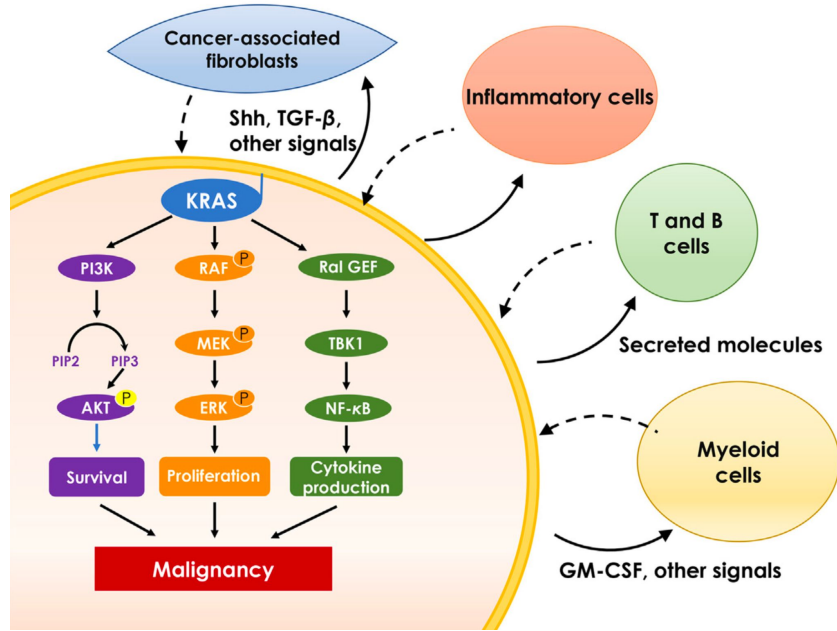 Cancer-associated
fibroblasts
Shh, TGF-β,
other signals
Inflammatory cells
T and B
cells
Secreted molecules
Myeloid
cells
GM-CSF, other signals
KRAS
PI3K
RAF
P
Ral GEF
PIP2
PIP3
MEK
P
TBK1
AKT
P
ERK
P
NF-κB
Survival
Proliferation
Cytokine
production
Malignancy